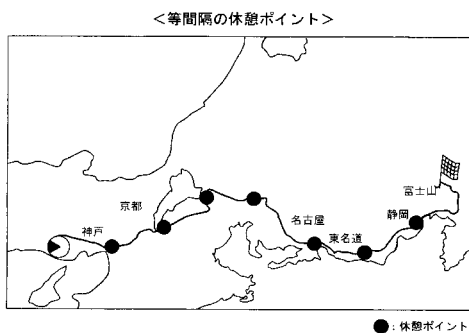 ＜等間隔の休憩ポイント＞
富士山
京都
静岡
名古屋
神戸
東名道
●：休憩ポイント